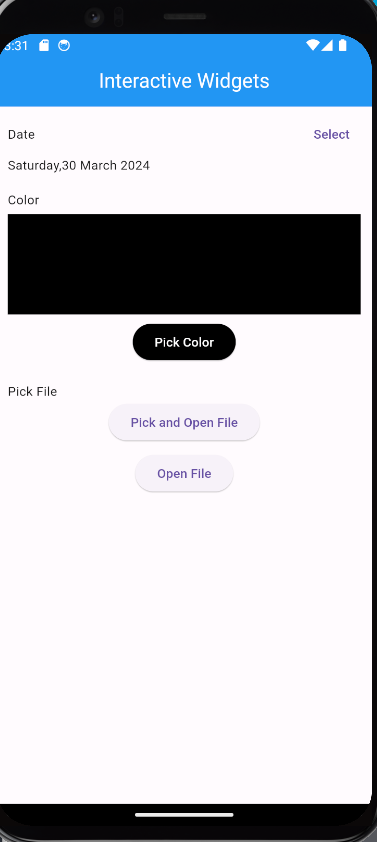 3:31
Interactive Widgets
Date Select
Saturday,30 March 2024
Color
Pick Color
Pick File
Pick and Open File
Open File